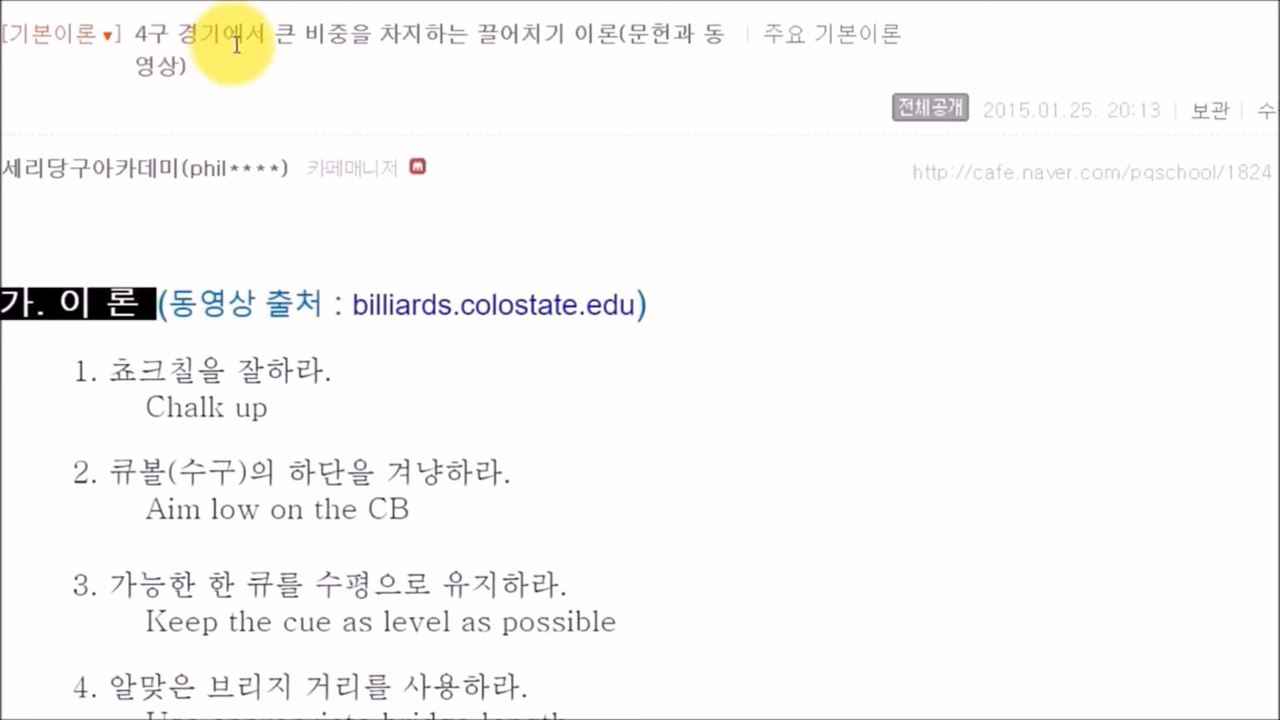 [기본이론▼] 4구 경기에서 큰 비중을 차지하는 끌어치기 이론(문헌과 동영상) | 주요 기본이론
전체공개 2015.01.25. 20:13 | 보관 | 수
세리당구아카데미(phil****) 카페매니저
http://cafe.naver.com/pqschool/1824
가. 이 론 (동영상 출처 : billiards.colostate.edu)
1. 쵸크칠을 잘하라.
Chalk up
2. 큐볼(수구)의 하단을 겨냥하라.
Aim low on the CB
3. 가능한 한 큐를 수평으로 유지하라.
Keep the cue as level as possible
4. 알맞은 브리지 거리를 사용하라.
Use appropriate bridge length